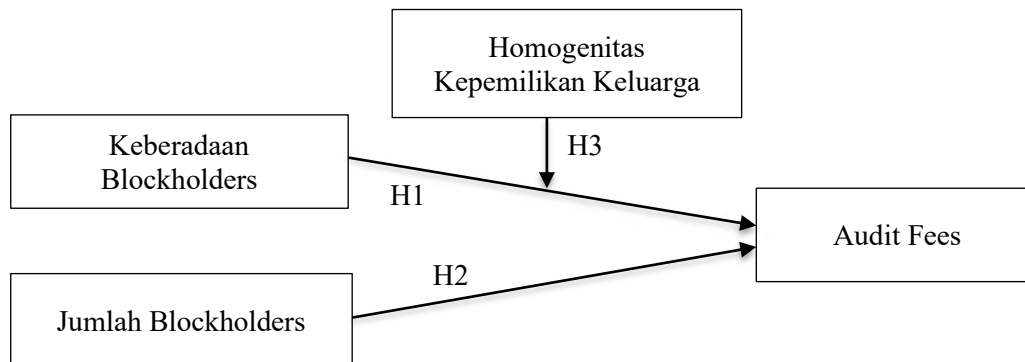 Homogenitas
Kepemilikan Keluarga
H3
Keberadaan
Blockholders
H1
Audit Fees
H2
Jumlah Blockholders